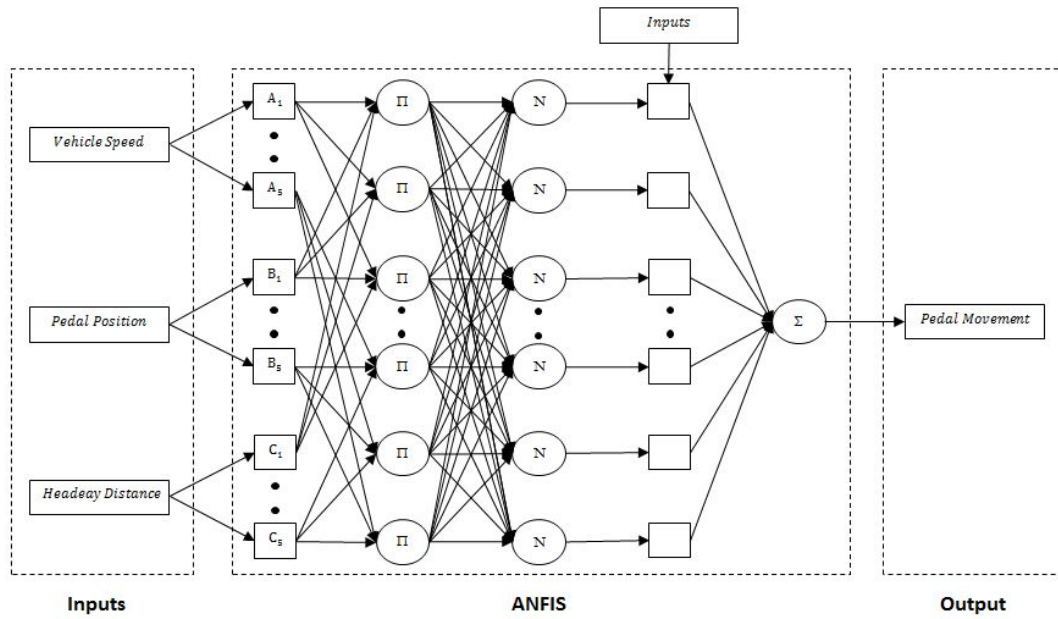 Inputs
A₁ Π N
Vehicle Speed
A₅ Π N
B₁ Π N
Pedal Position Σ Pedal Movement
B₅ Π N
C₁ Π N
Headeay Distance
C₅ Π N
Inputs ANFIS Output